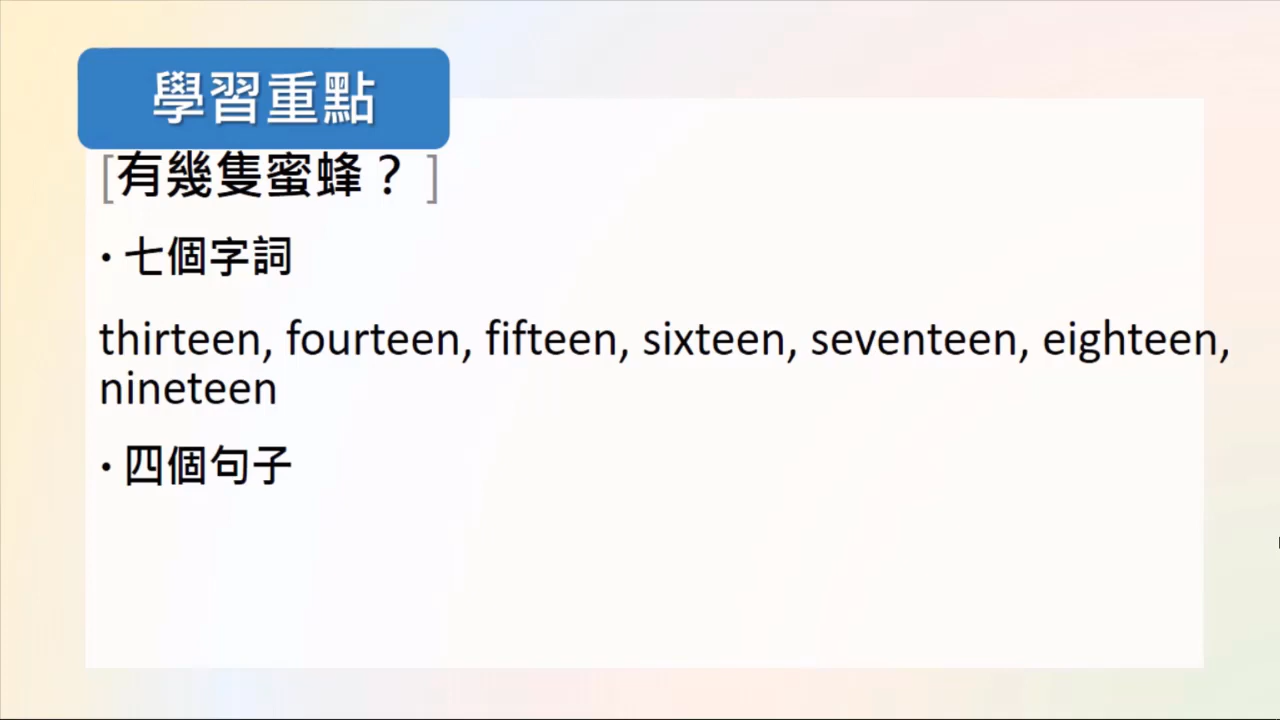 學習重點
[有幾隻蜜蜂？]
• 七個字詞
thirteen, fourteen, fifteen, sixteen, seventeen, eighteen,
nineteen
• 四個句子